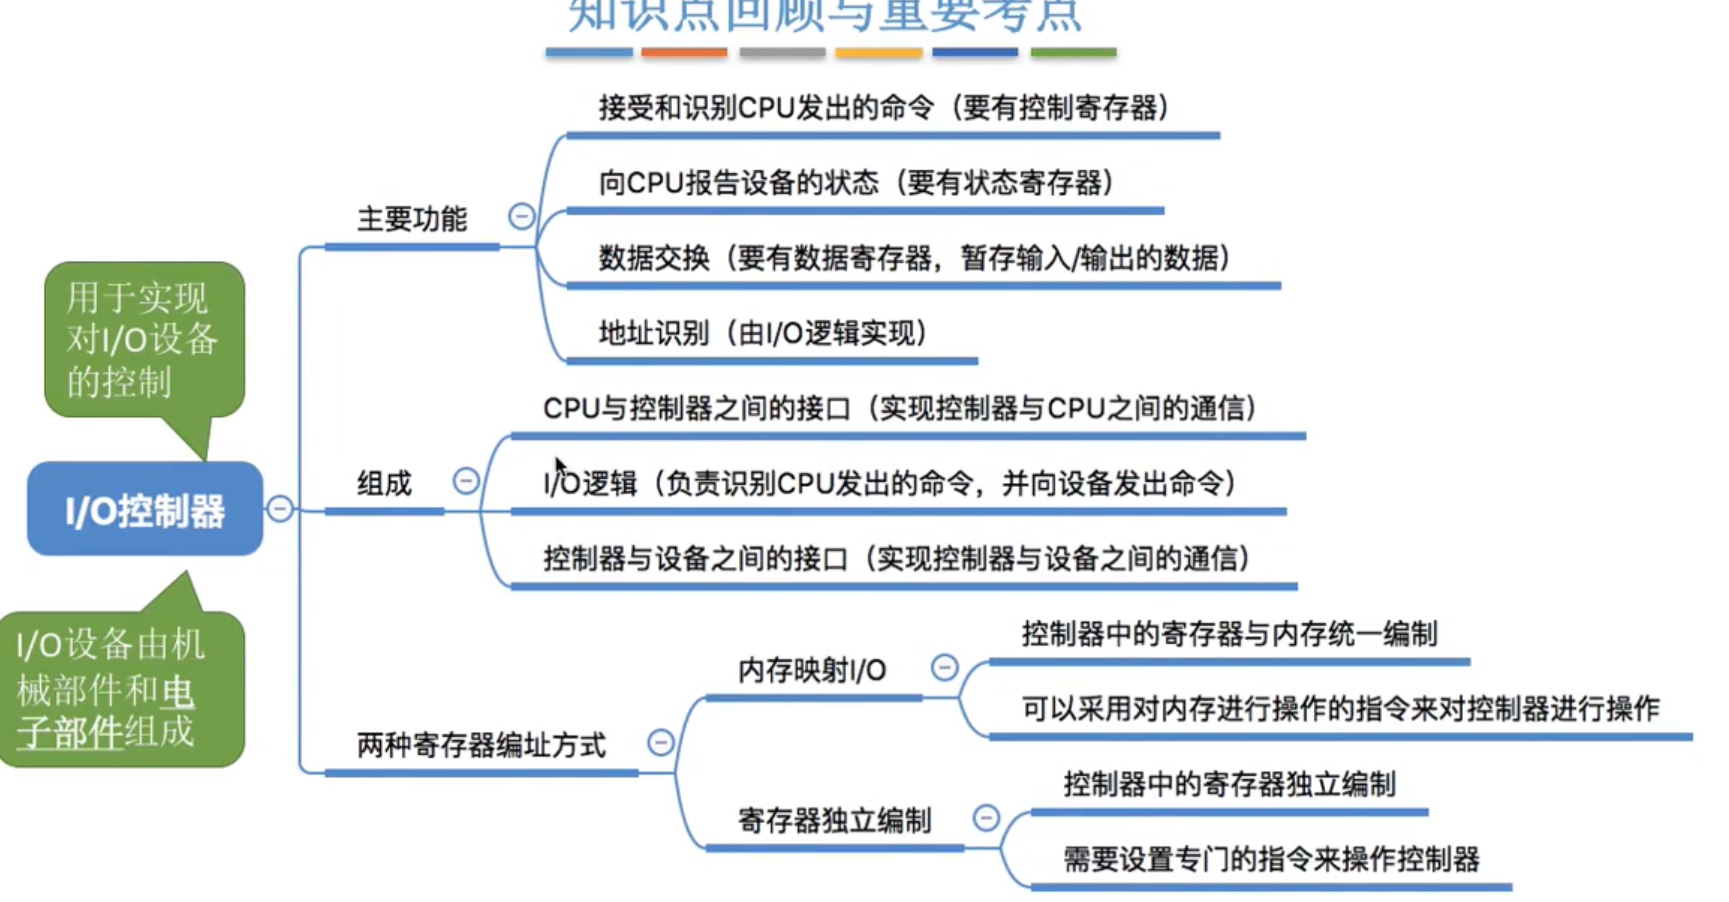 知识点回顾与重要考点
接受和识别CPU发出的命令（要有控制寄存器）
向CPU报告设备的状态（要有状态寄存器）
主要功能
数据交换（要有数据寄存器，暂存输入/输出的数据）
地址识别（由I/O逻辑实现）
用于实现
对I/O设备
的控制
CPU与控制器之间的接口（实现控制器与CPU之间的通信）
组成
I/O逻辑（负责识别CPU发出的命令，并向设备发出命令）
I/O控制器
控制器与设备之间的接口（实现控制器与设备之间的通信）
I/O设备由机
械部件和电
子部件组成
控制器中的寄存器与内存统一编制
内存映射I/O
可以采用对内存进行操作的指令来对控制器进行操作
两种寄存器编址方式
控制器中的寄存器独立编制
寄存器独立编制
需要设置专门的指令来操作控制器